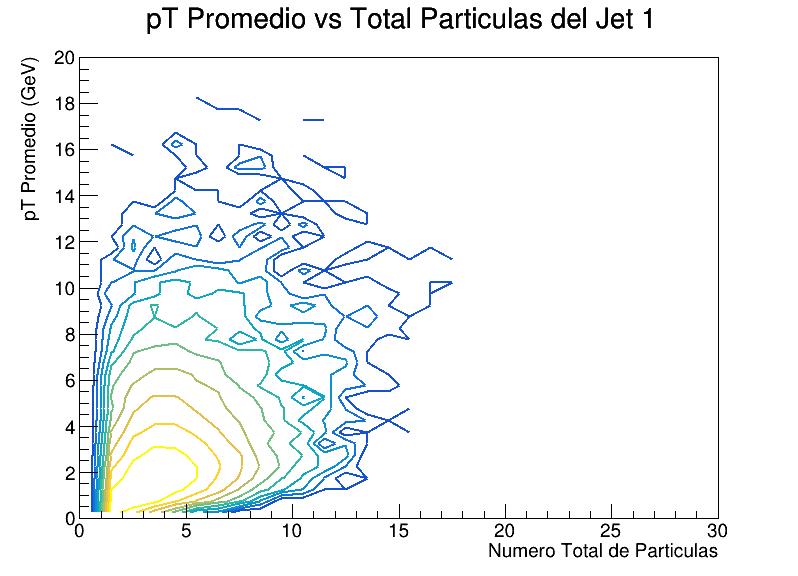 pT Promedio vs Total Particulas del Jet 1
pT Promedio (GeV)
20
18
16
14
12
10
8
6
4
2
0
0 5 10 15 20 25 30
Numero Total de Particulas